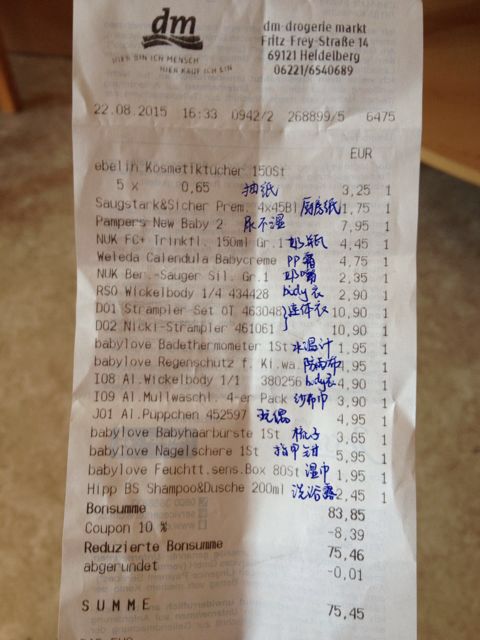 dm
HIER BIN ICH MENSCH
HIER KAUF ICH EIN
dm-drogerie markt
Fritz-Frey-Straße 14
69121 Heidelberg
06221/6540689
22.08.2015 16:33 0942/2 268899/5 6475
EUR
ebelin Kosmetiktücher 150St
5 x 0,65 抽纸 3,25 1
Saugstark&Sicher Prem. 4x45Bl 厨房纸 1,75 1
Pampers New Baby 2 尿不湿 7,95 1
NUK FC+ Trinkfl. 150ml Gr.1 奶瓶 4,45 1
Weleda Calendula Babycreme PP霜 4,75 1
NUK Ber.-Sauger Sil. Gr.1 奶嘴 2,35 1
RSO Wickelbody 1/4 434428 body衣 2,90 1
DO1 Strampler-Set OT 463048 连体衣 10,90 1
DO2 Nicki-Strampler 461061 10,90 1
babylove Badethermometer 1St 水温计 1,95 1
babylove Regenschutz f. Ki.wa. 防雨布 4,95 1
I08 Al.Wickelbody 1/1 380256 body衣 4,90 1
I09 Al.Mullwaschl. 4-er Pack 纱布巾 3,90 1
J01 Al.Püppchen 452597 玩偶 4,95 1
babylove Babyhaarbürste 1St 梳子 3,65 1
babylove Nagelschere 1St 指甲钳 5,95 1
babylove Feuchtt.sens.Box 80St 湿巾 1,95 1
Hipp BS Shampoo&Dusche 200ml 洗浴露 2,45 1
Bonsumme 83,85
Coupon 10 % -8,39
Reduzierte Bonsumme 75,46
abgerundet -0,01
SUMME 75,45